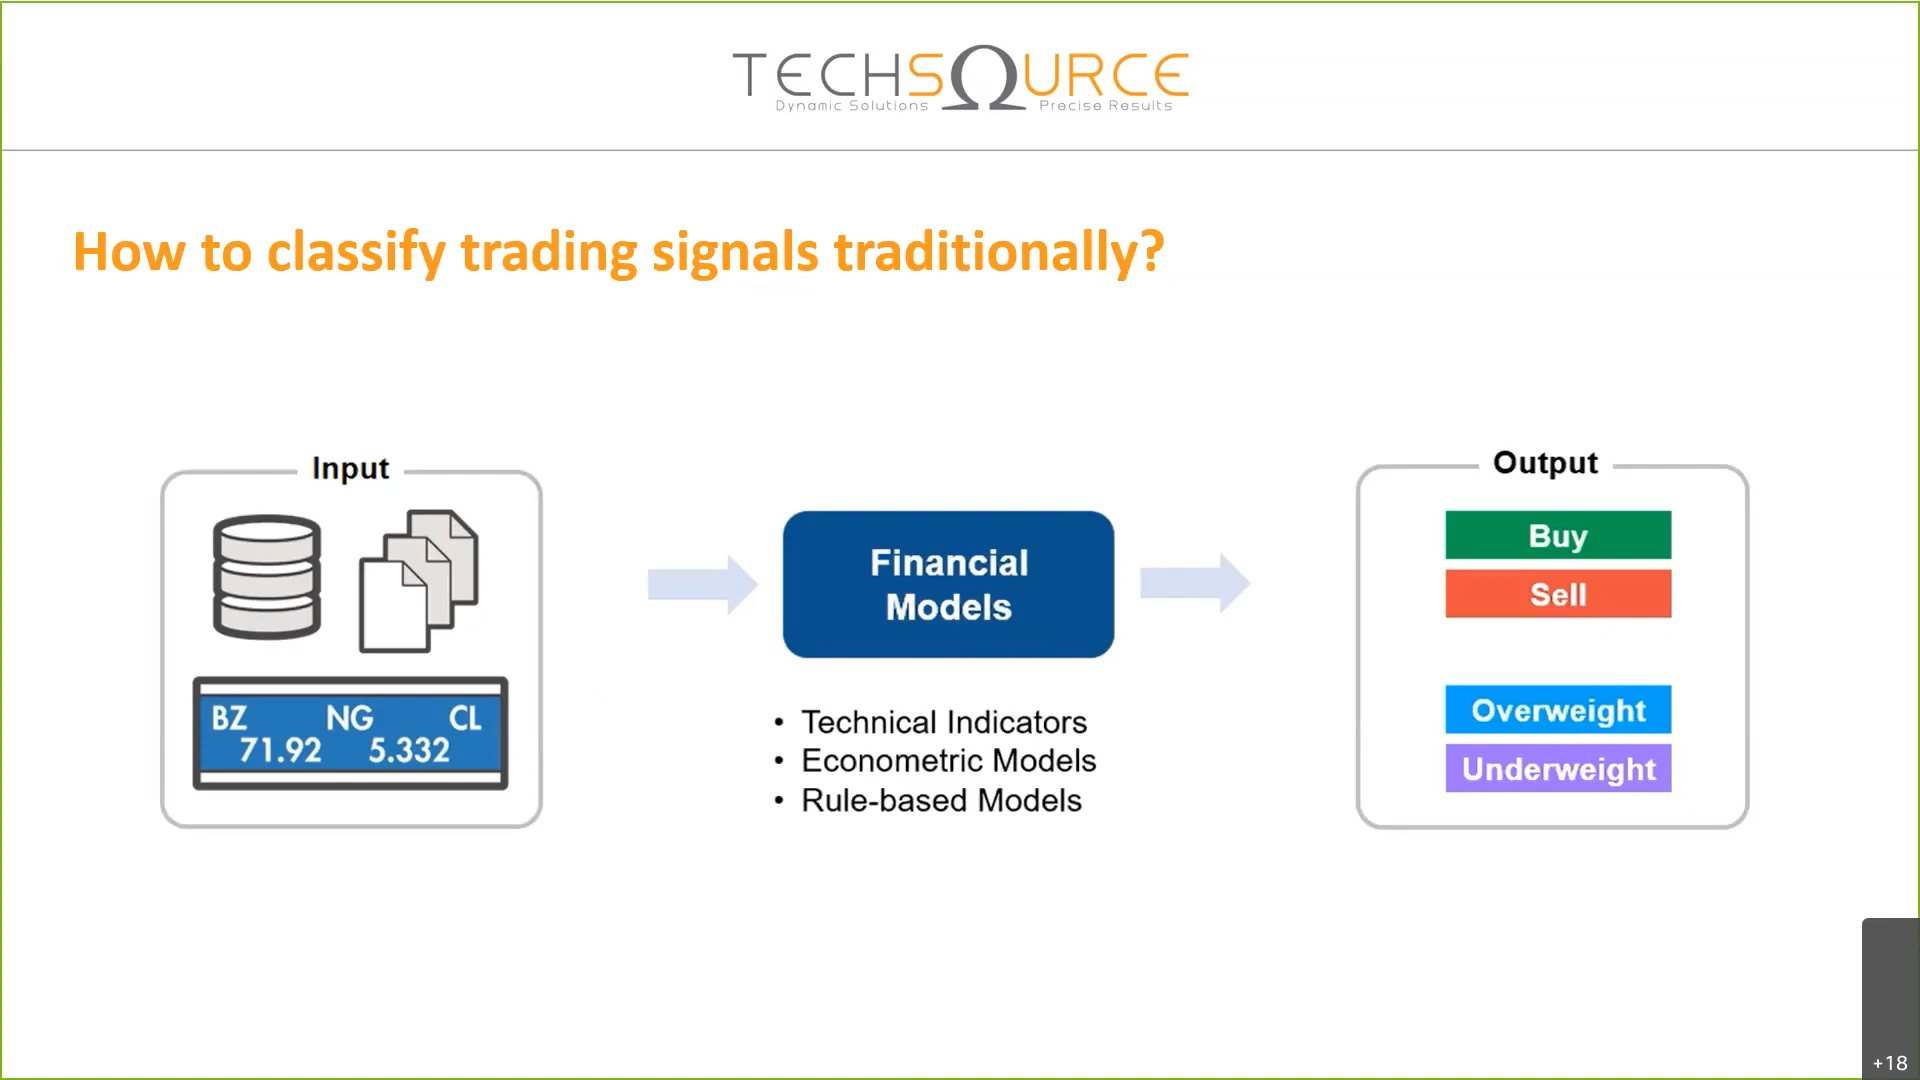 TECHSOURCE
Dynamic Solutions Precise Results
How to classify trading signals traditionally?
Input
BZ NG CL
71.92 5.332
Financial
Models
• Technical Indicators
• Econometric Models
• Rule-based Models
Output
Buy
Sell
Overweight
Underweight
+18